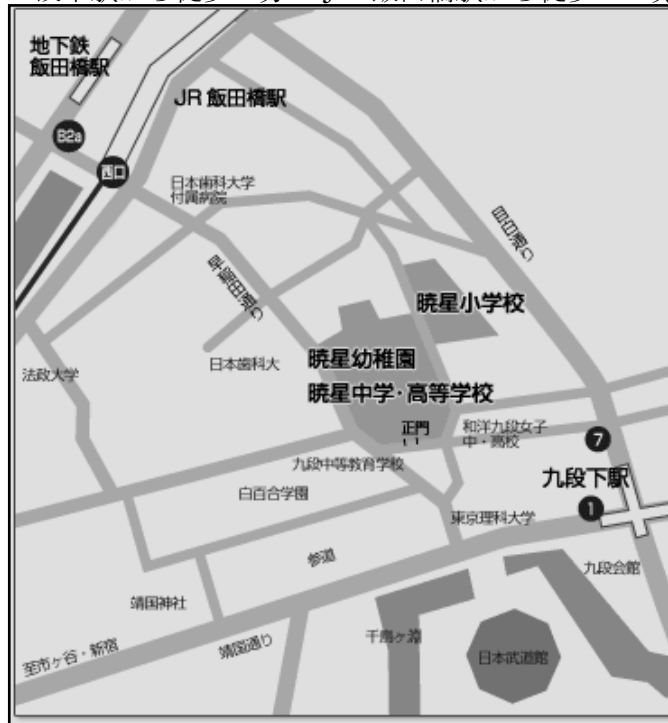 地下鉄
飯田橋駅
JR 飯田橋駅
B2a
西口
日本歯科大学
付属病院
目白通り
早稲田通り
暁星小学校
法政大学
日本歯科大
暁星幼稚園
暁星中学・高等学校
正門
和洋九段女子
中・高校
7
九段中等教育学校
九段下駅
白百合学園
1
東京理科大学
参道
九段会館
靖国神社
至市ヶ谷・新宿
靖国通り
千鳥ヶ淵
日本武道館